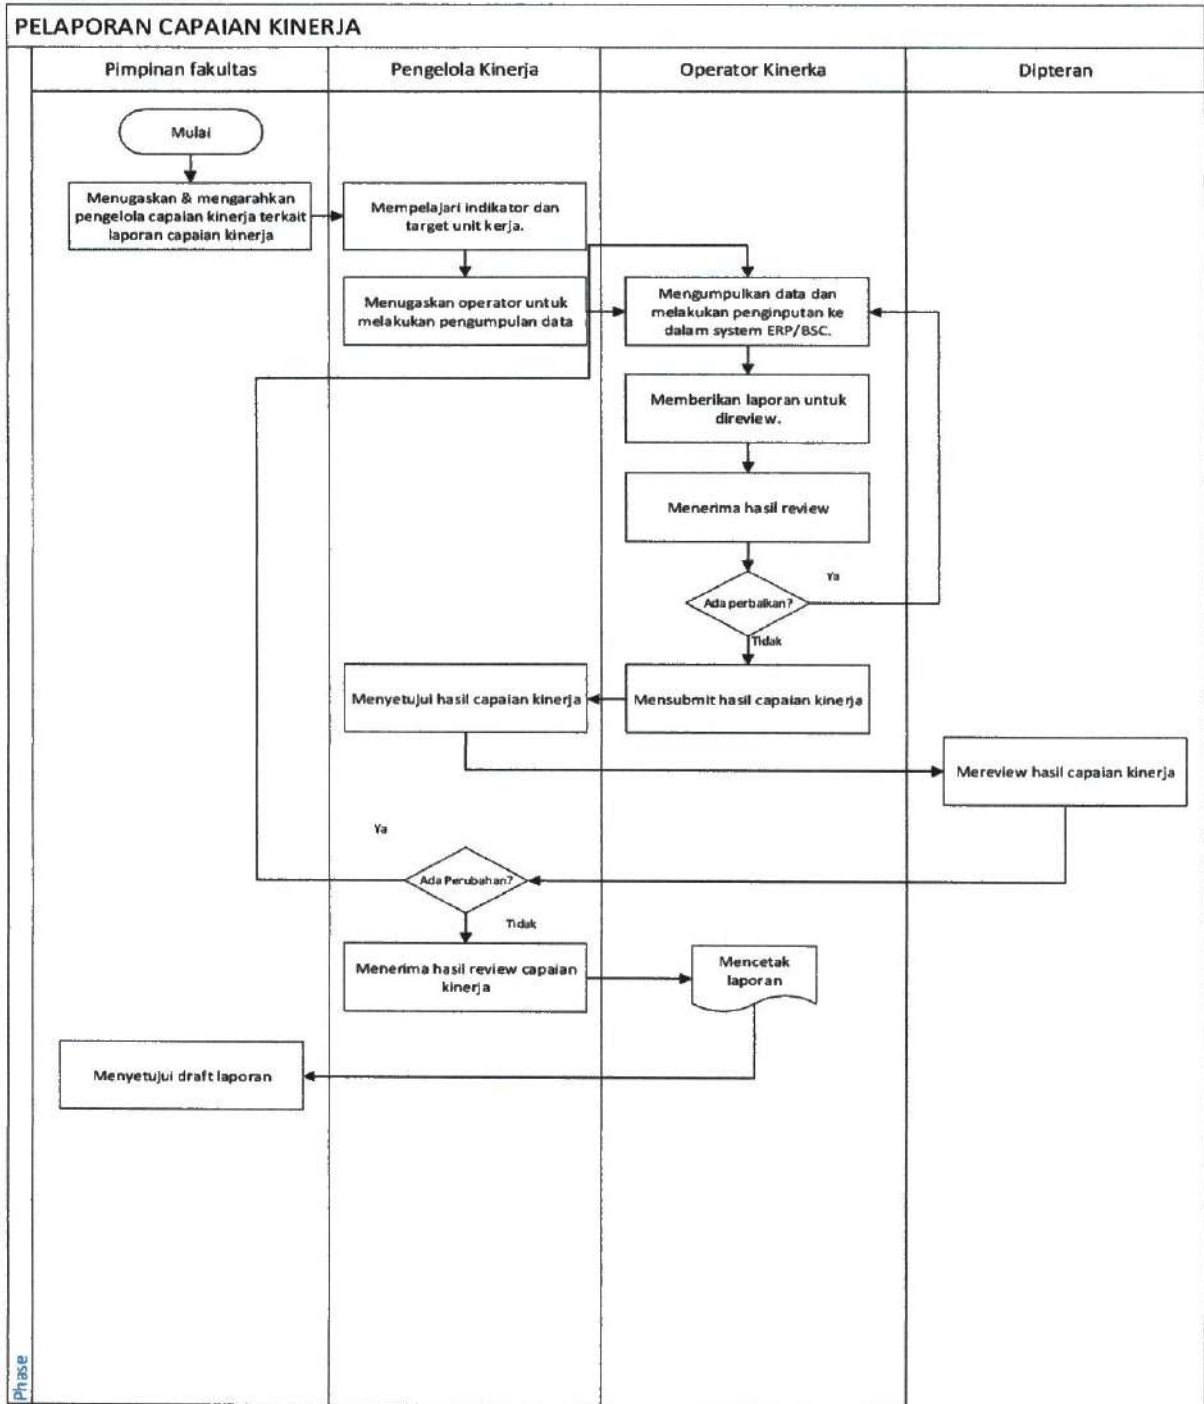 PELAPORAN CAPAIAN KINERJA
Pimpinan fakultas
Pengelola Kinerja
Operator Kinerka
Dipteran
Mulai
Menugaskan & mengarahkan
pengelola capaian kinerja terkait
laporan capaian kinerja
Mempelajari indikator dan
target unit kerja.
Menugaskan operator untuk
melakukan pengumpulan data
Mengumpulkan data dan
melakukan penginputan ke
dalam system ERP/BSC.
Memberikan laporan untuk
direview.
Menerima hasil review
Ya
Ada perbaikan?
Tidak
Menyetujui hasil capaian kinerja
Mensubmit hasil capaian kinerja
Mereview hasil capaian kinerja
Ya
Ada Perubahan?
Tidak
Menerima hasil review capaian
kinerja
Mencetak
laporan
Menyetujui draft laporan
Phase